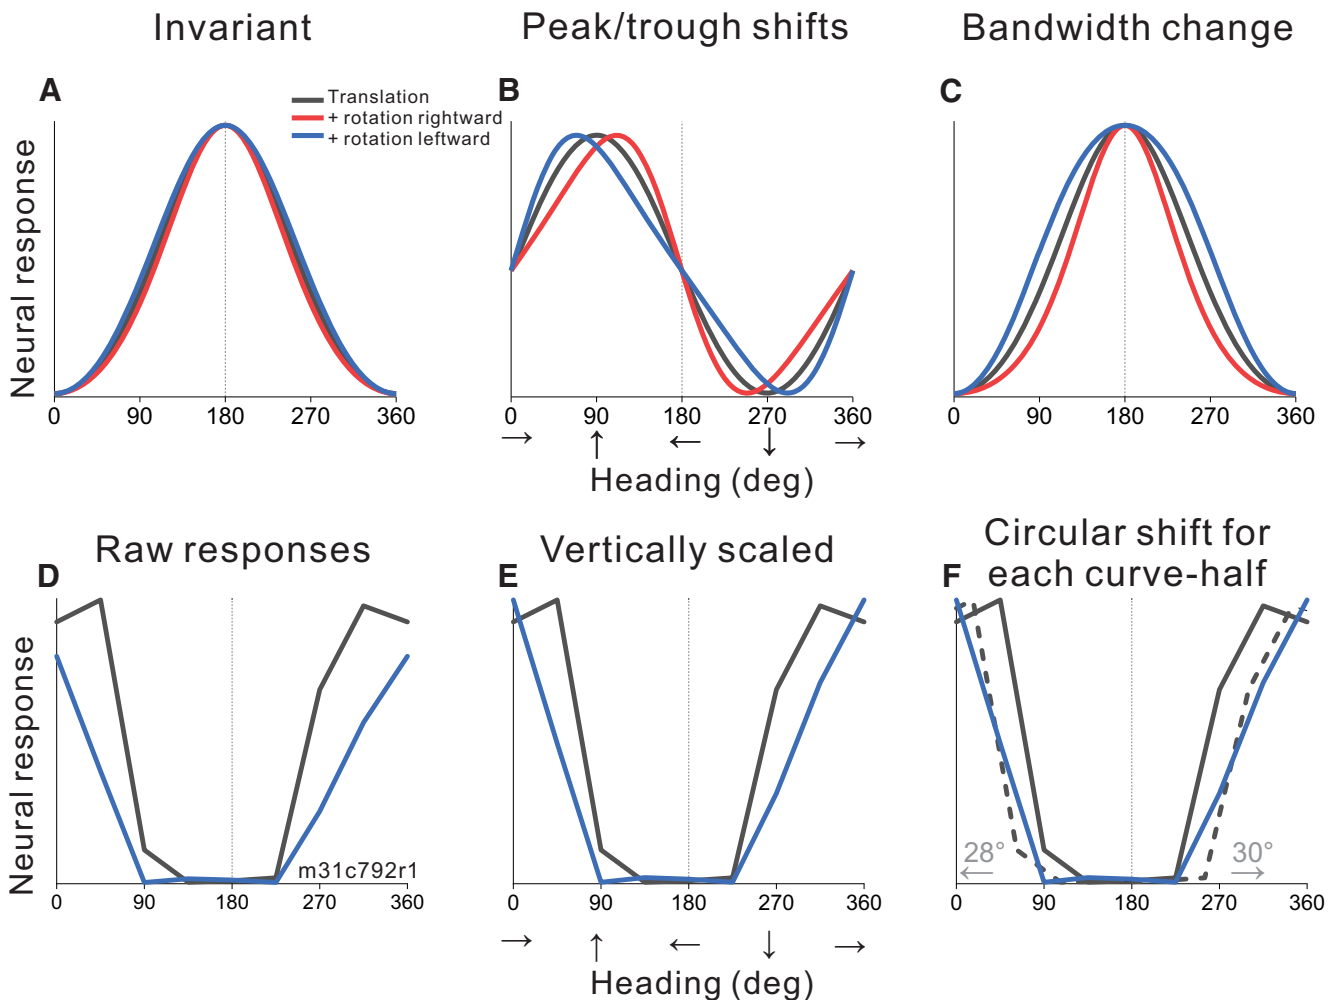 Invariant
Peak/trough shifts
Bandwidth change
A
B
C
Translation
+ rotation rightward
+ rotation leftward
Neural response
0 90 180 270 360
0 90 180 270 360
0 90 180 270 360
→ ↑ ← ↓ →
Heading (deg)
Raw responses
Vertically scaled
Circular shift for
each curve-half
D
E
F
Neural response
m31c792r1
28°
←
30°
→
0 90 180 270 360
0 90 180 270 360
0 90 180 270 360
→ ↑ ← ↓ →
Heading (deg)